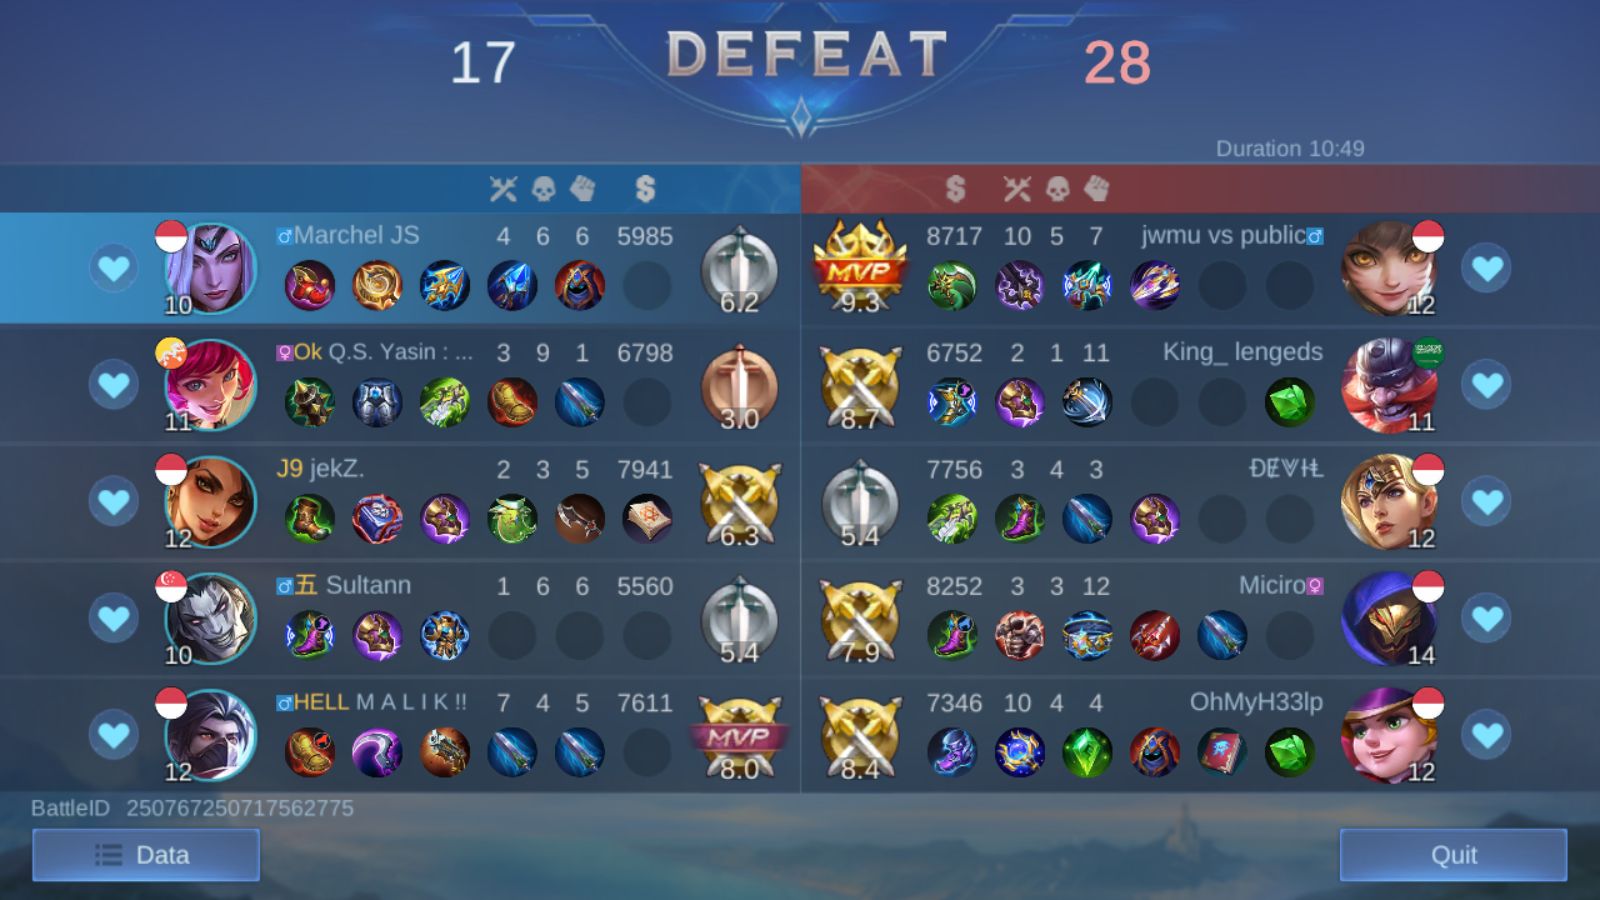 17 DEFEAT 28
Duration 10:49
Marchel JS 4 6 6 5985
10 6.2
MVP 9.3 8717 10 5 7 jwmu vs public
12
Ok Q.S. Yasin : ... 3 9 1 6798
11 3.0
8.7 6752 2 1 11 King_ lengeds
11
J9 jekZ. 2 3 5 7941
12 6.3
5.4 7756 3 4 3
12
五 Sultann 1 6 6 5560
10 5.4
7.9 8252 3 3 12 Miciro
14
HELL M A L I K !! 7 4 5 7611
12 MVP 8.0
8.4 7346 10 4 4 OhMyH33lp
12
BattleID 250767250717562775
Data
Quit